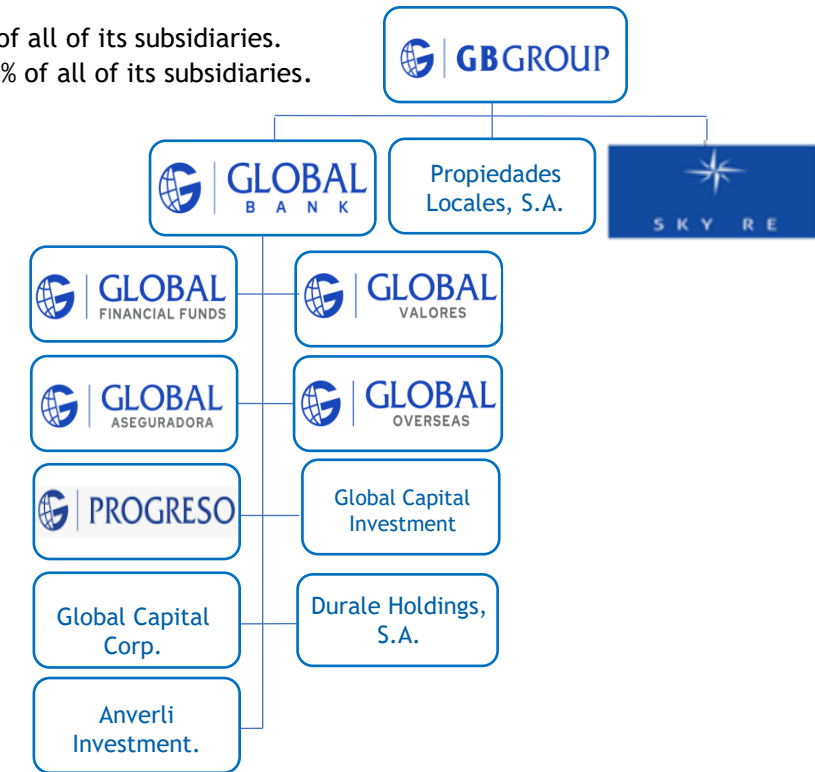 of all of its subsidiaries.
% of all of its subsidiaries.
GBGROUP
GLOBAL
BANK
Propiedades
Locales, S.A.
SKY RE
GLOBAL
FINANCIAL FUNDS
GLOBAL
VALORES
GLOBAL
ASEGURADORA
GLOBAL
OVERSEAS
PROGRESO
Global Capital
Investment
Global Capital
Corp.
Durale Holdings,
S.A.
Anverli
Investment.